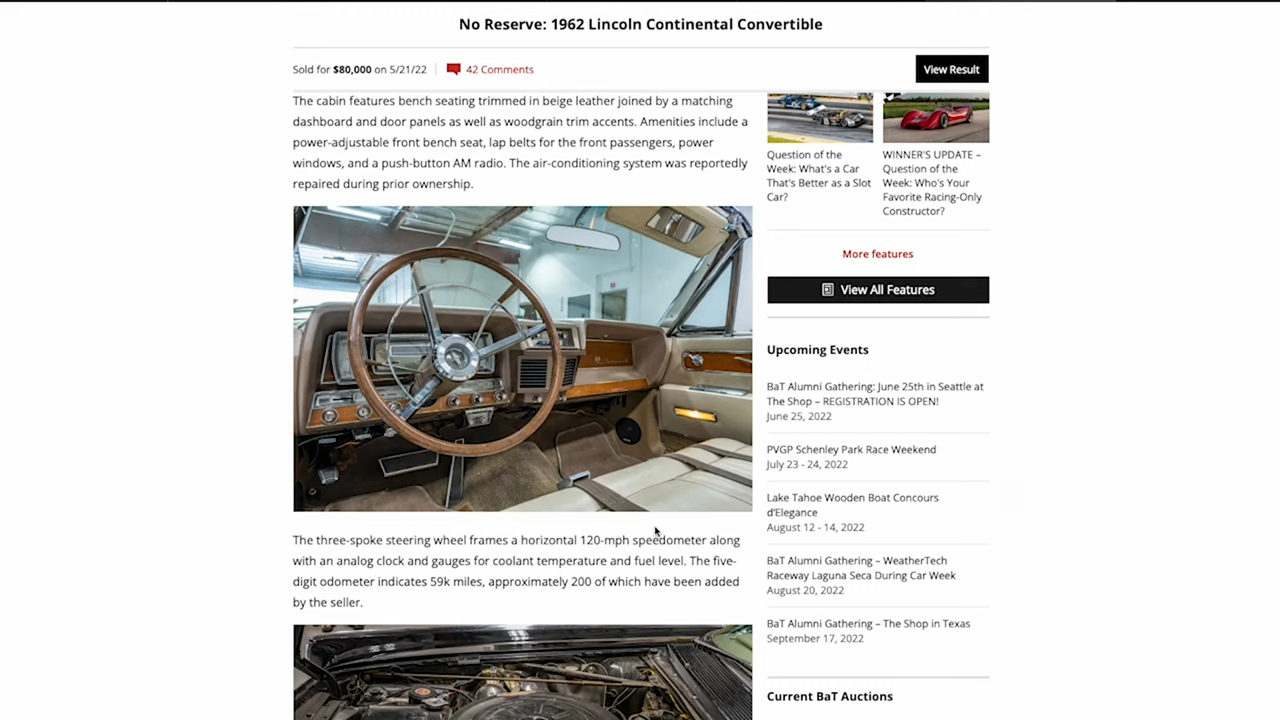 No Reserve: 1962 Lincoln Continental Convertible
Sold for $80,000 on 5/21/22
42 Comments
View Result
The cabin features bench seating trimmed in beige leather joined by a matching
dashboard and door panels as well as woodgrain trim accents. Amenities include a
power-adjustable front bench seat, lap belts for the front passengers, power
windows, and a push-button AM radio. The air-conditioning system was reportedly
repaired during prior ownership.
The three-spoke steering wheel frames a horizontal 120-mph speedometer along
with an analog clock and gauges for coolant temperature and fuel level. The five-
digit odometer indicates 59k miles, approximately 200 of which have been added
by the seller.
Question of the
Week: What's a Car
That's Better as a Slot
Car?
WINNER'S UPDATE –
Question of the
Week: Who's Your
Favorite Racing-Only
Constructor?
More features
View All Features
Upcoming Events
BaT Alumni Gathering: June 25th in Seattle at
The Shop – REGISTRATION IS OPEN!
June 25, 2022
PVGP Schenley Park Race Weekend
July 23 - 24, 2022
Lake Tahoe Wooden Boat Concours
d'Elegance
August 12 - 14, 2022
BaT Alumni Gathering – WeatherTech
Raceway Laguna Seca During Car Week
August 20, 2022
BaT Alumni Gathering – The Shop in Texas
September 17, 2022
Current BaT Auctions